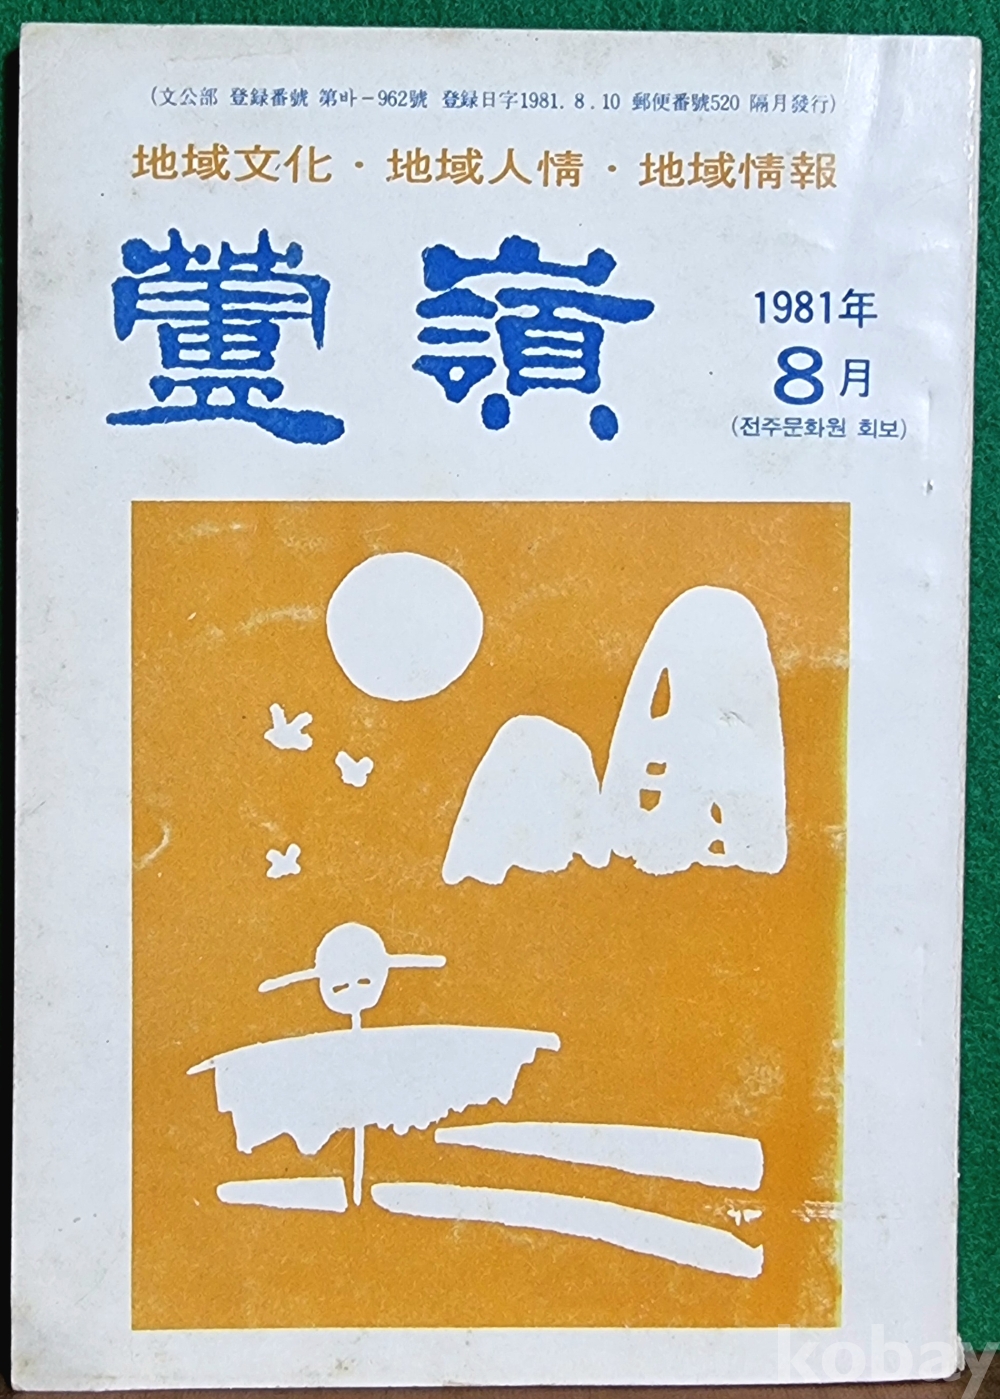 (文公部 登録番號 第바-962號 登録日字1981. 8. 10 郵便番號520 隔月發行)
地域文化・地域人情・地域情報
蘆嶺
1981年
8月
(전주문화원 회보)
kobay